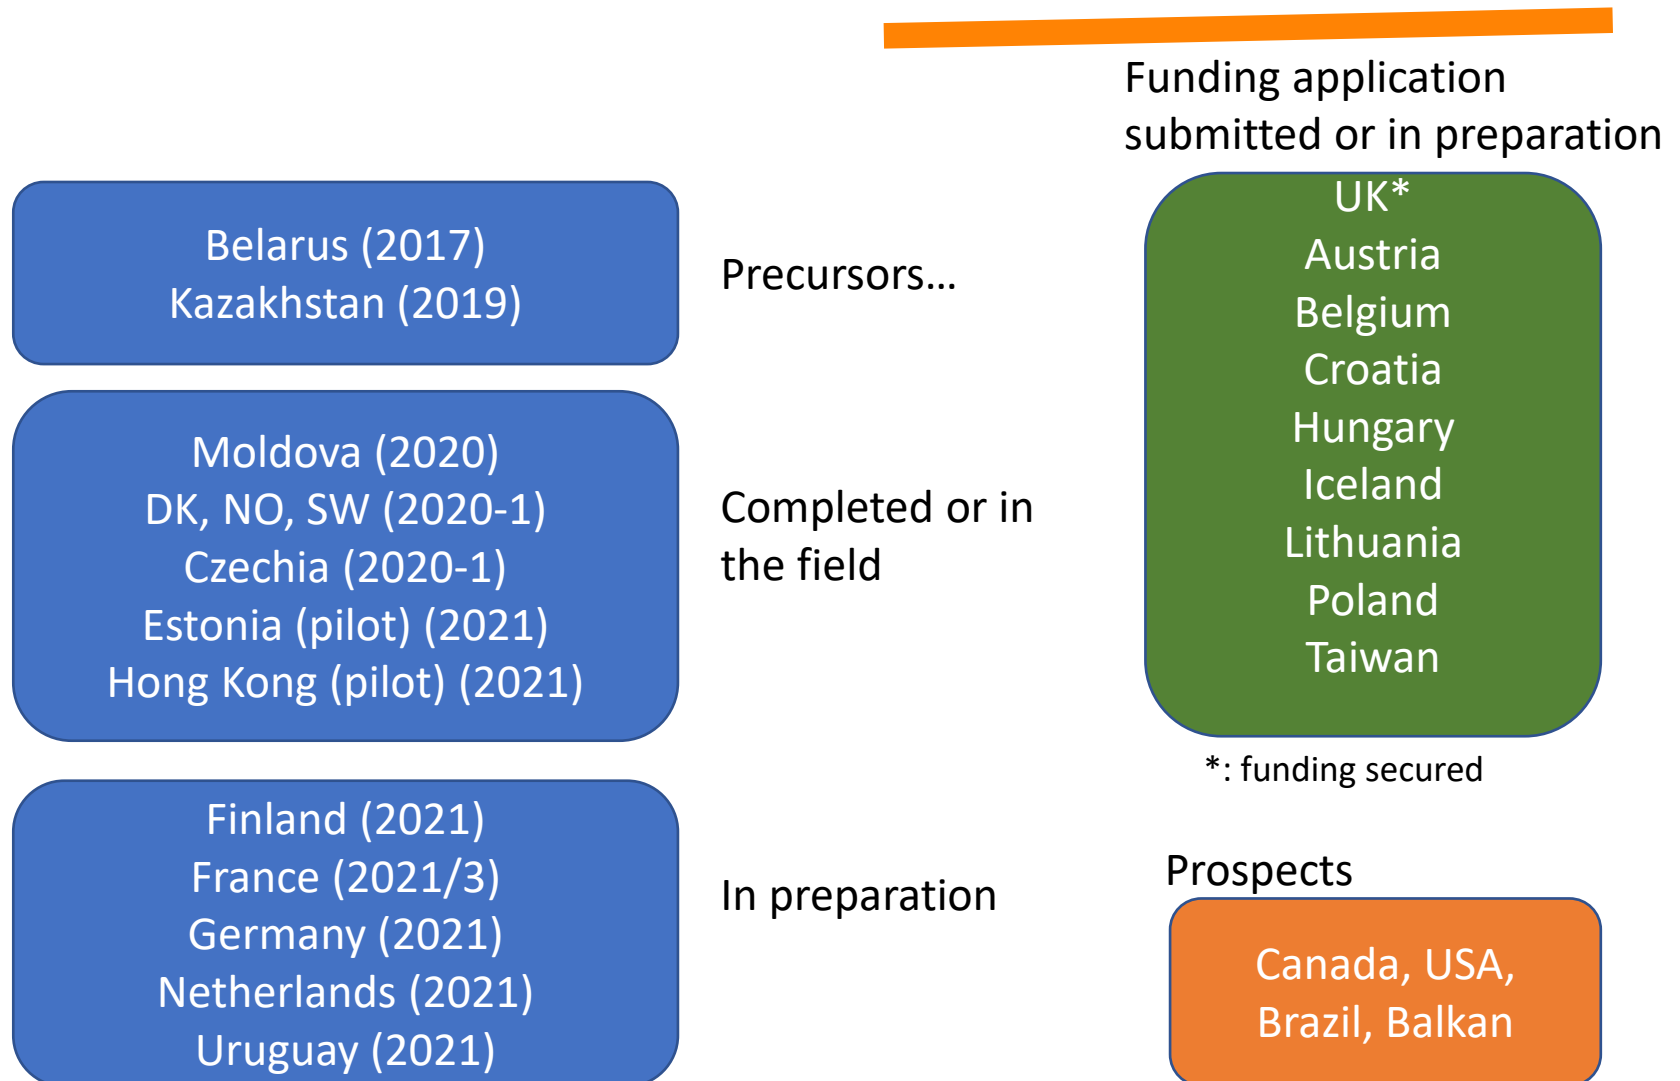 Belarus (2017)
Kazakhstan (2019)
Precursors…
Moldova (2020)
DK, NO, SW (2020-1)
Czechia (2020-1)
Estonia (pilot) (2021)
Hong Kong (pilot) (2021)
Completed or in
the field
Finland (2021)
France (2021/3)
Germany (2021)
Netherlands (2021)
Uruguay (2021)
In preparation
Funding application
submitted or in preparation
UK*
Austria
Belgium
Croatia
Hungary
Iceland
Lithuania
Poland
Taiwan
*: funding secured
Prospects
Canada, USA,
Brazil, Balkan